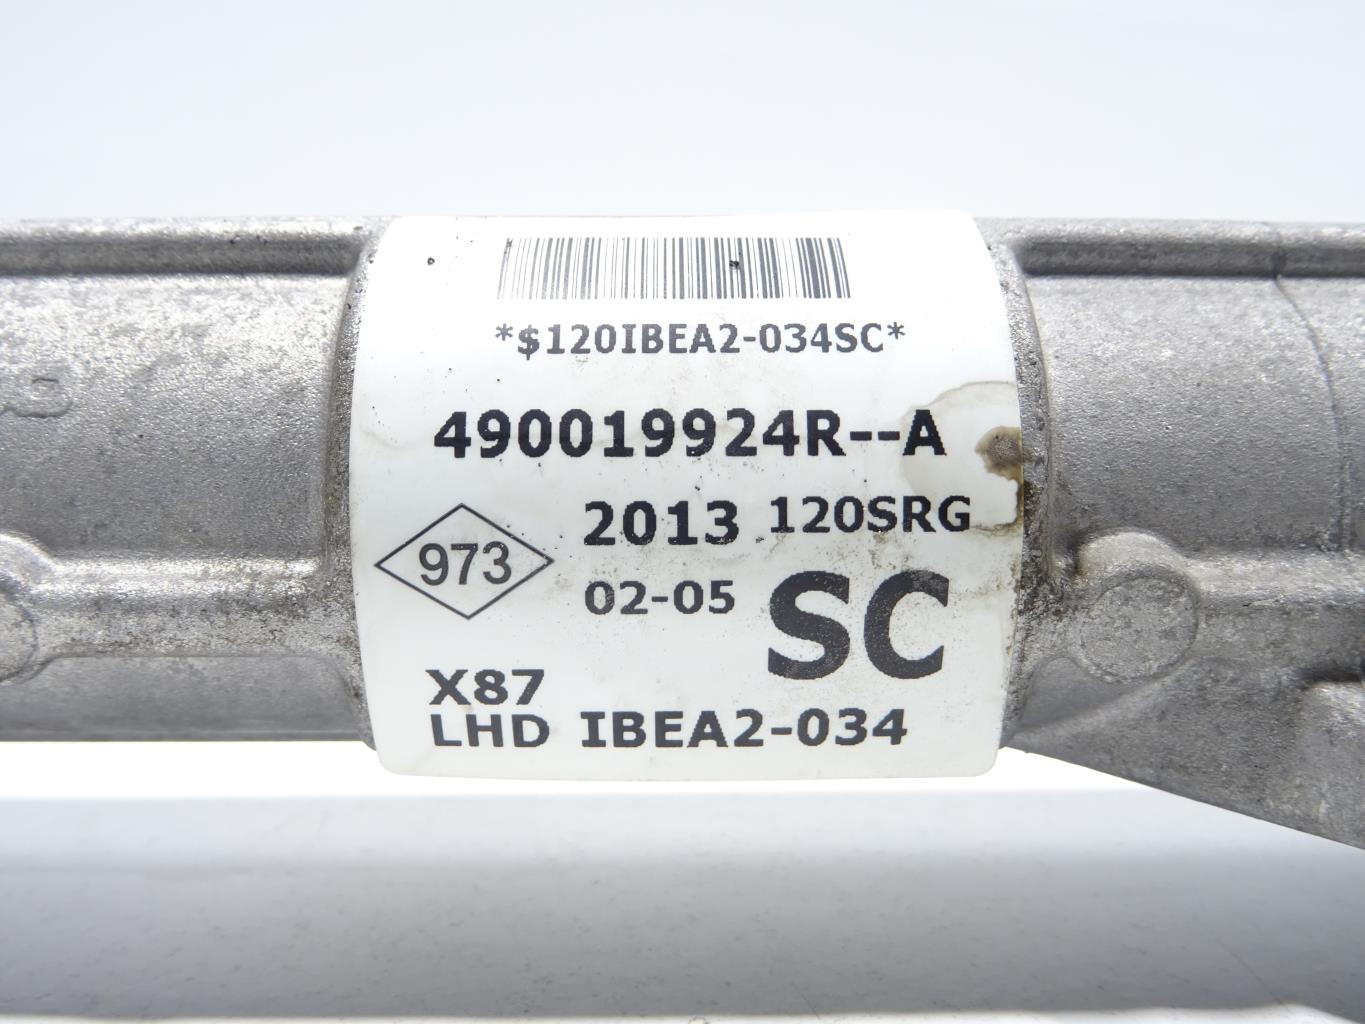 *$120IBEA2-034SC*
490019924R--A
2013 120SRG
973
02-05 SC
X87
LHD IBEA2-034